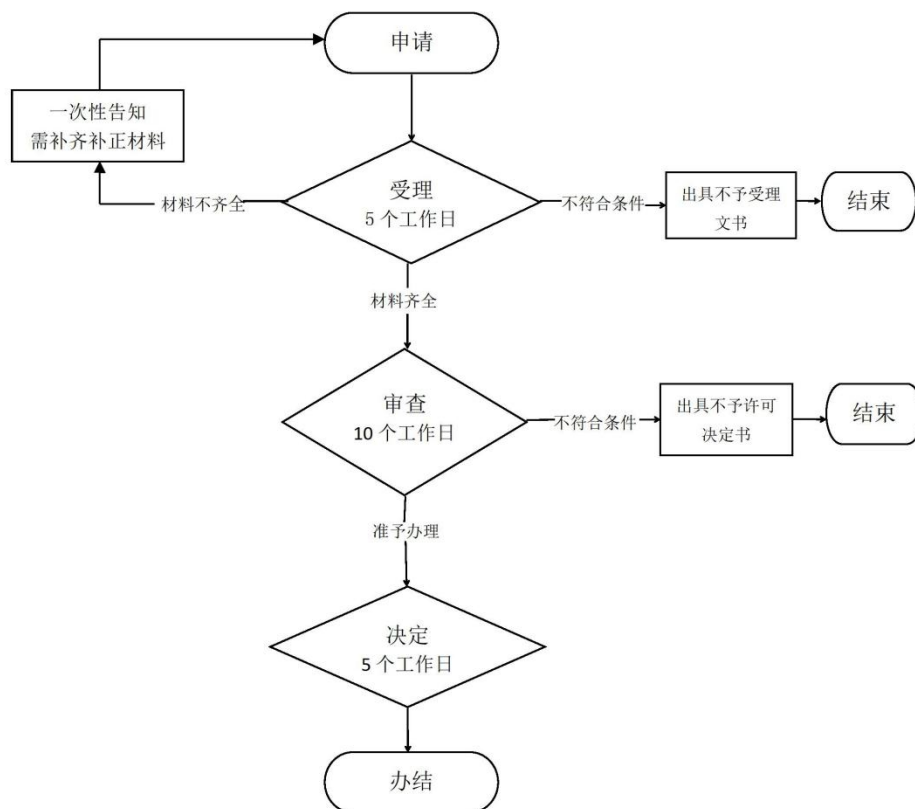 申请
一次性告知
需补齐补正材料
材料不齐全
受理
5 个工作日
不符合条件
出具不予受理
文书
结束
材料齐全
审查
10 个工作日
不符合条件
出具不予许可
决定书
结束
准予办理
决定
5 个工作日
办结